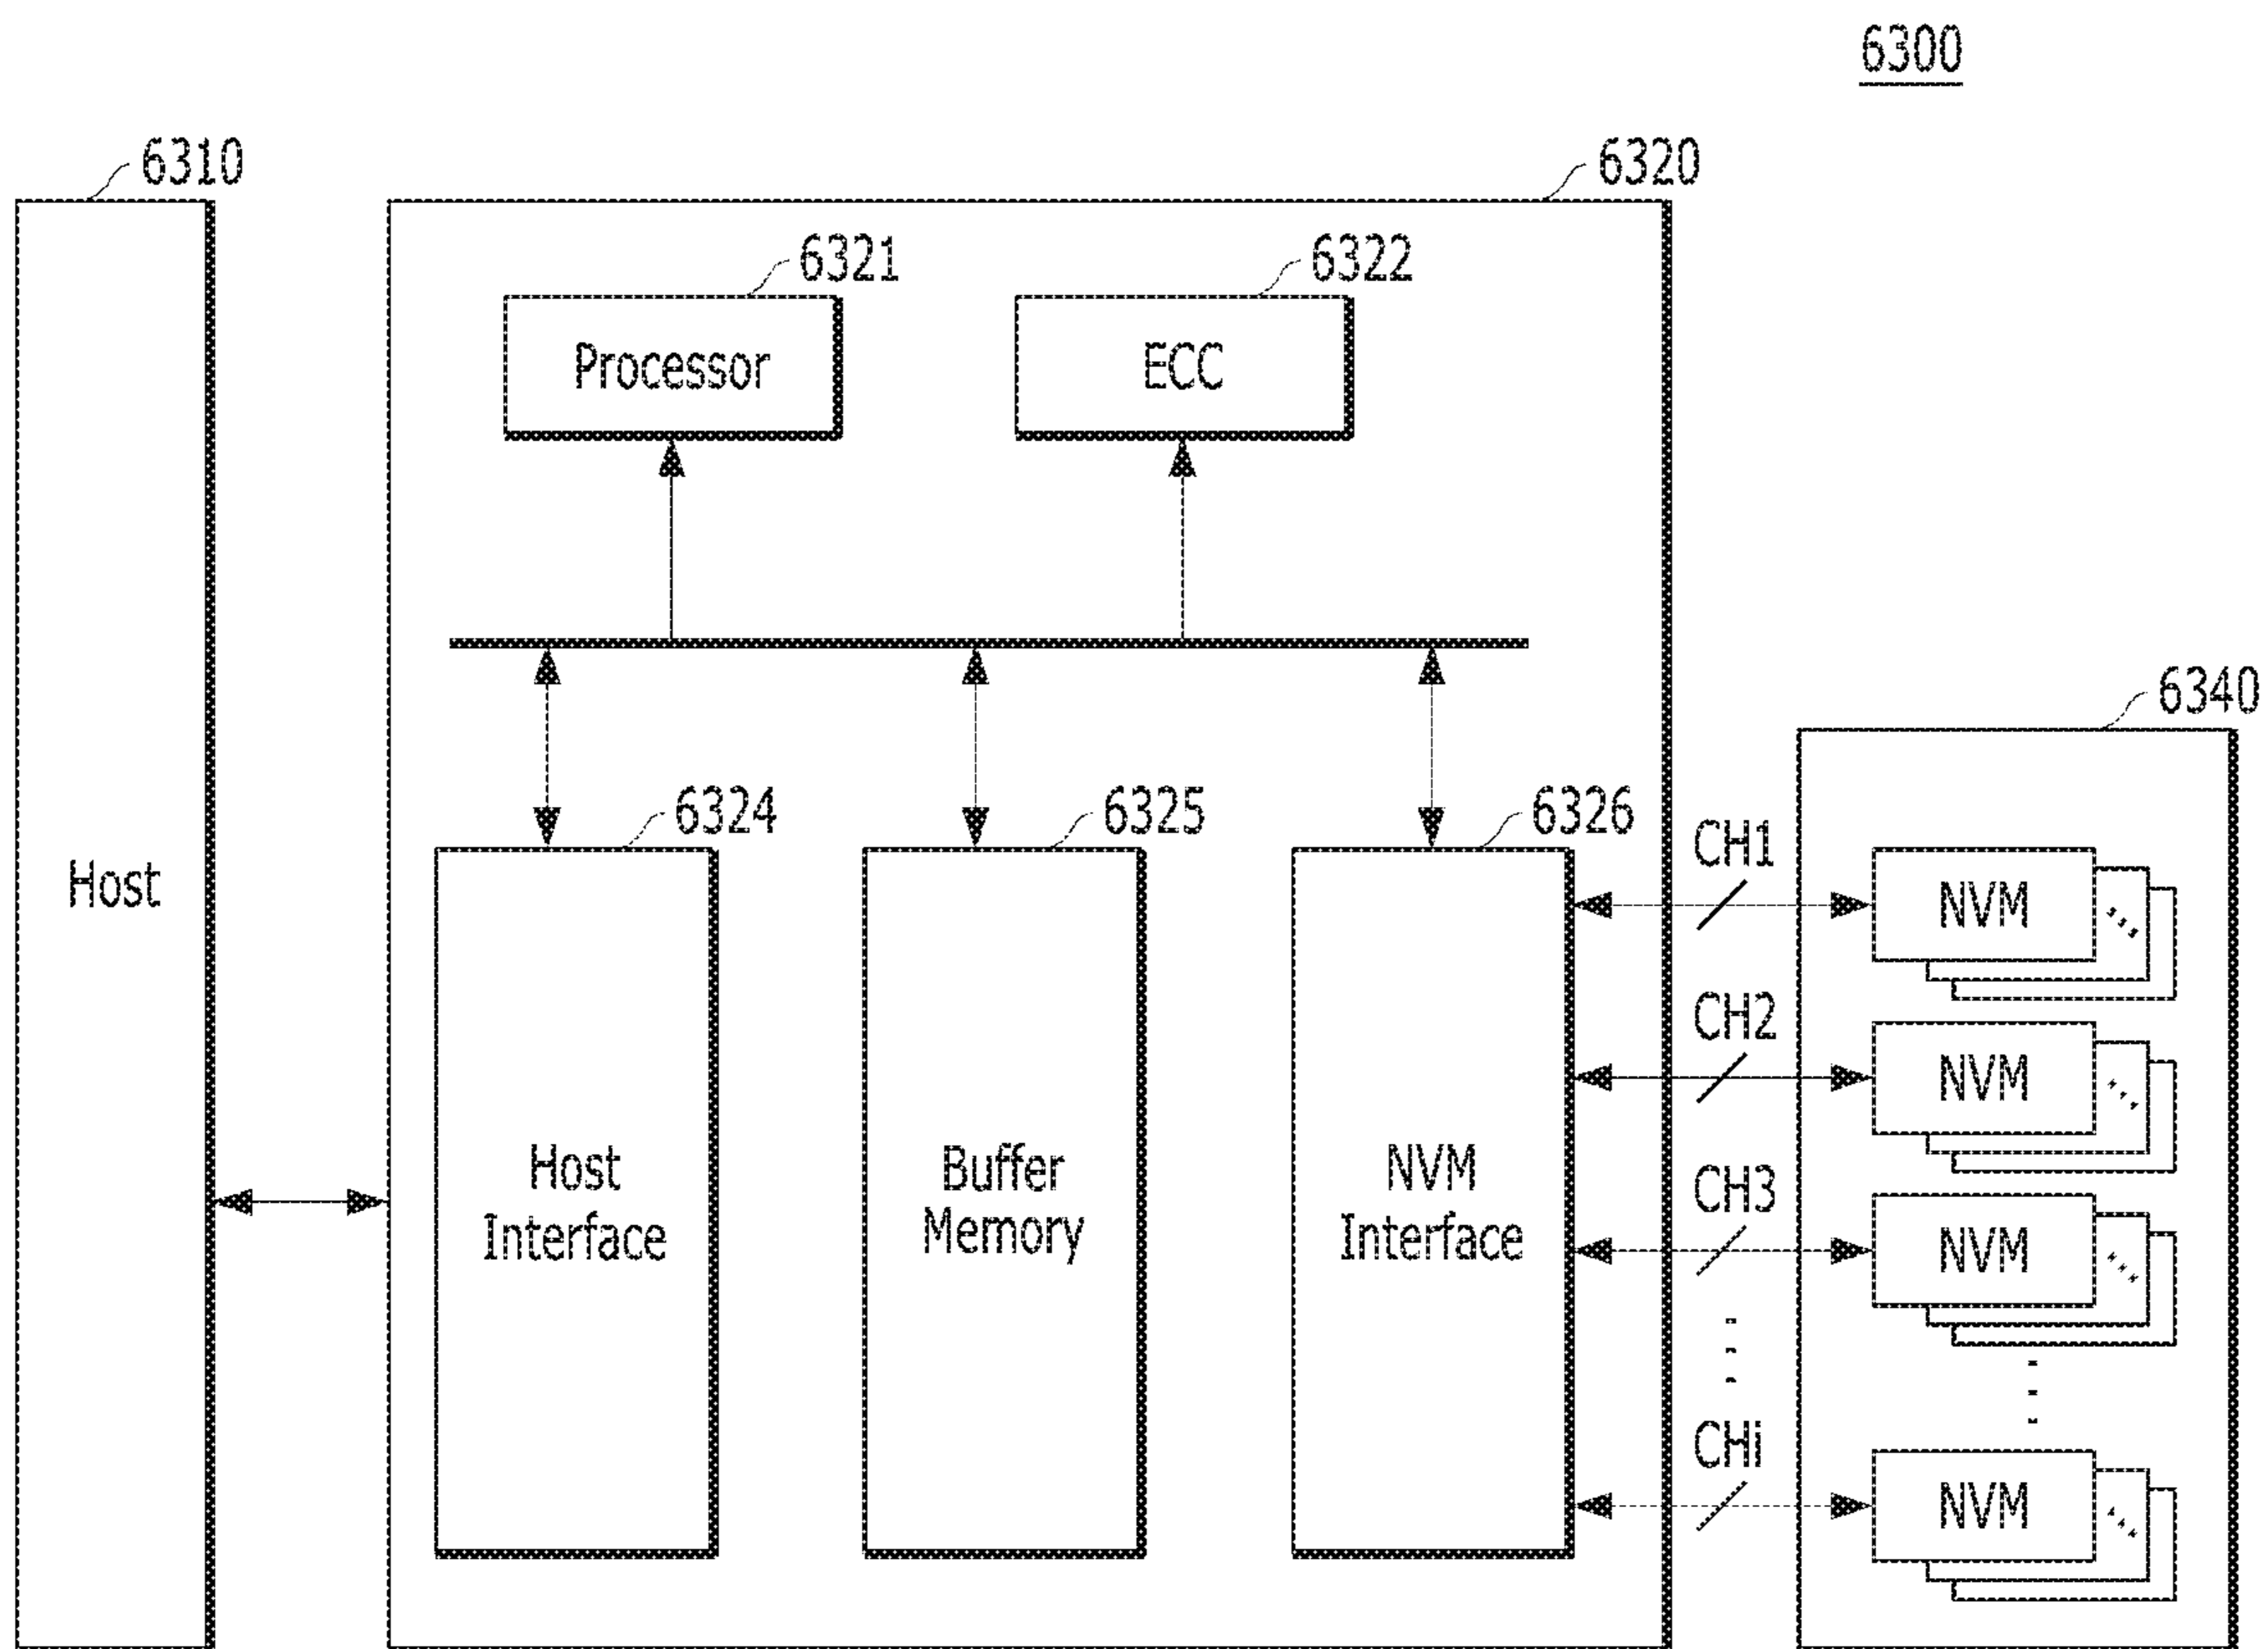 6300
6310
6320
6321
6322
Processor
ECC
6340
6324
6325
6326
CH1
Host
NVM
CH2
NVM
Host
Interface
Buffer
Memory
NVM
Interface
CH3
NVM
CHi
NVM